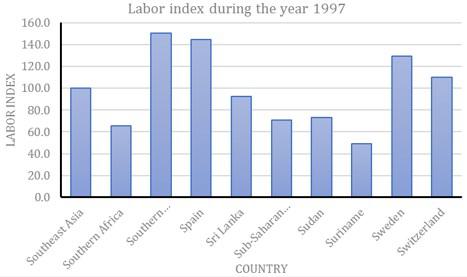 Labor index during the year 1997
LABOR INDEX
160.0
140.0
120.0
100.0
80.0
60.0
40.0
20.0
0.0
Southeast Asia
Southern Africa
Southern...
Spain
Sri Lanka
Sub-Saharan...
Sudan
Suriname
Sweden
Switzerland
COUNTRY